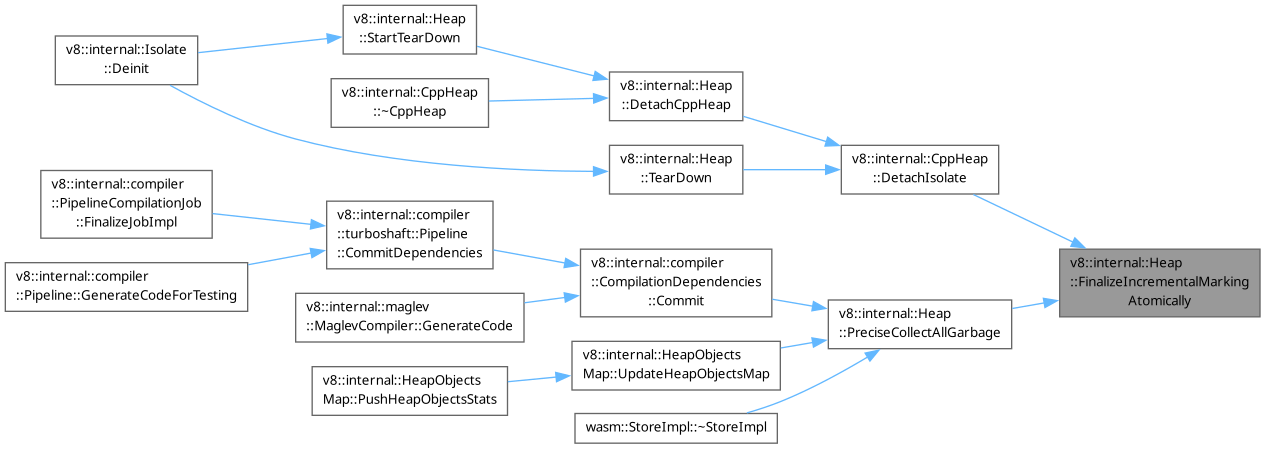 v8::internal::Heap
::StartTearDown
v8::internal::Isolate
::Deinit
v8::internal::Heap
::DetachCppHeap
v8::internal::CppHeap
::~CppHeap
v8::internal::Heap
::TearDown
v8::internal::CppHeap
::DetachIsolate
v8::internal::compiler
::PipelineCompilationJob
::FinalizeJobImpl
v8::internal::compiler
::turboshaft::Pipeline
::CommitDependencies
v8::internal::Heap
::FinalizeIncrementalMarking
Atomically
v8::internal::compiler
::Pipeline::GenerateCodeForTesting
v8::internal::compiler
::CompilationDependencies
::Commit
v8::internal::maglev
::MaglevCompiler::GenerateCode
v8::internal::Heap
::PreciseCollectAllGarbage
v8::internal::HeapObjects
Map::UpdateHeapObjectsMap
v8::internal::HeapObjects
Map::PushHeapObjectsStats
wasm::StoreImpl::~StoreImpl